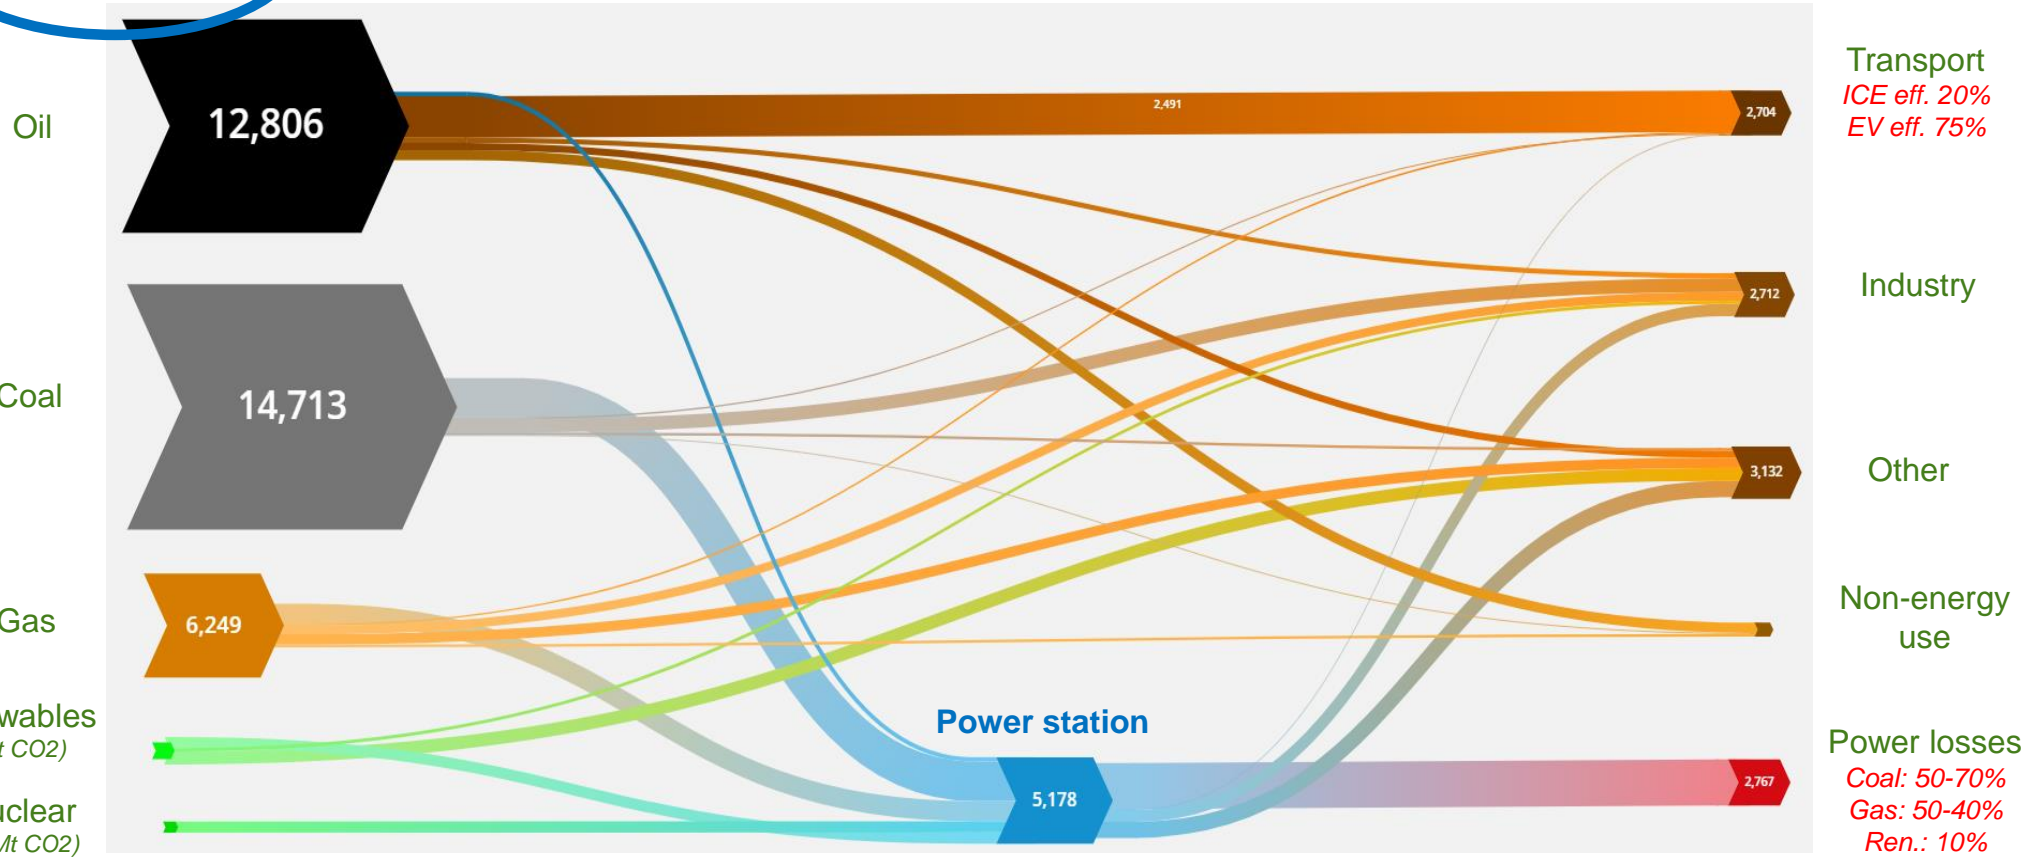 Oil
12,806
2,491
2,704
Transport
ICE eff. 20%
EV eff. 75%
2,712
Industry
Coal
14,713
3,132
Other
Gas
6,249
Non-energy
use
wables
t CO2)
Power station
5,178
2,767
Power losses
Coal: 50-70%
Gas: 50-40%
Ren.: 10%
uclear
Mt CO2)